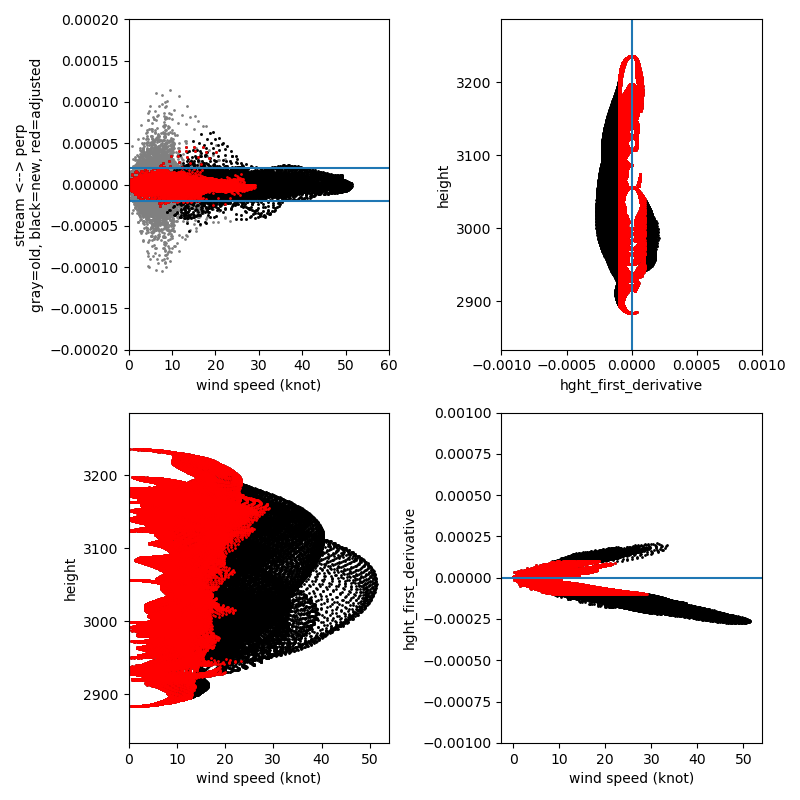 0.00020
0.00015
0.00010
0.00005
0.00000
−0.00005
−0.00010
−0.00015
−0.00020
stream <--> perp
gray=old, black=new, red=adjusted
0 10 20 30 40 50 60
wind speed (knot)
3200
3100
3000
2900
height
−0.0010 −0.0005 0.0000 0.0005 0.0010
hght_first_derivative
3200
3100
3000
2900
height
0 10 20 30 40 50
wind speed (knot)
0.00100
0.00075
0.00050
0.00025
0.00000
−0.00025
−0.00050
−0.00075
−0.00100
hght_first_derivative
0 10 20 30 40 50
wind speed (knot)